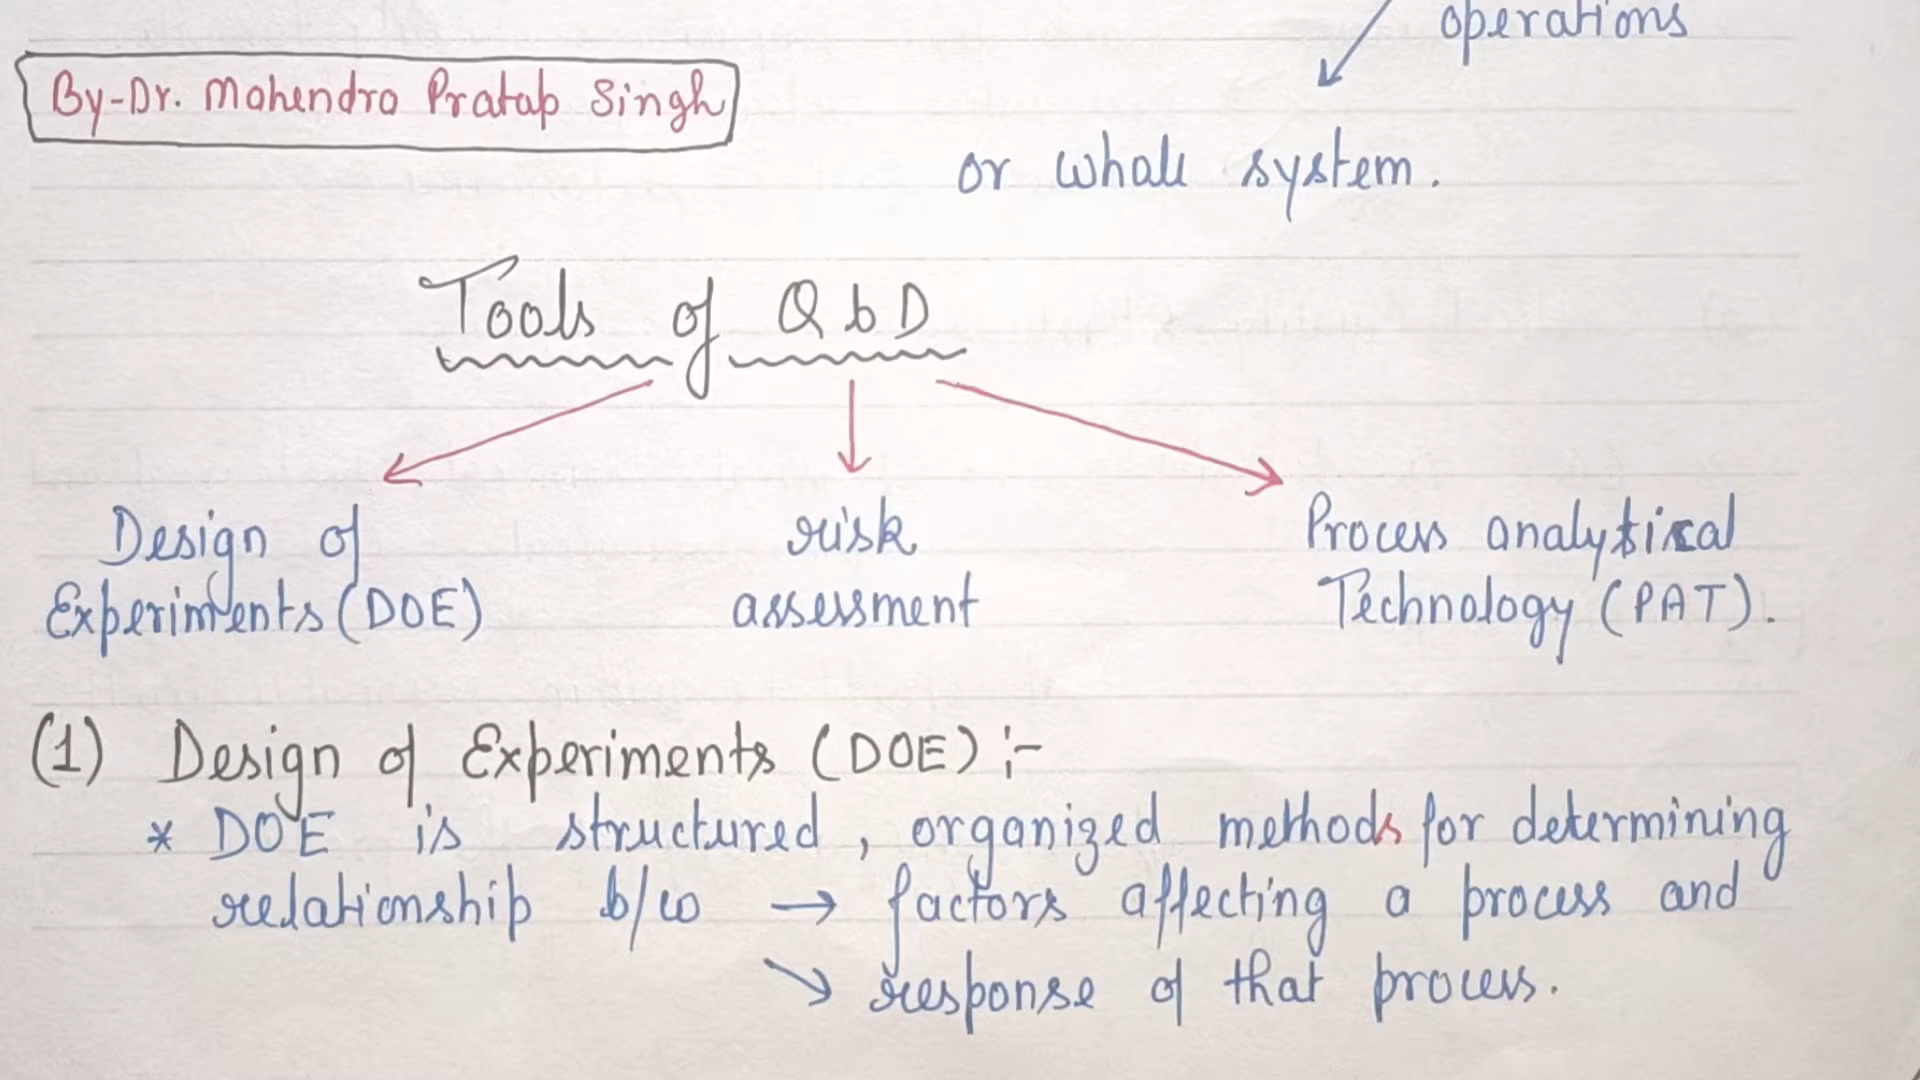 operations
By-Dr. Mahendra Pratap Singh
or whole system.
Tools of QbD
Design of
Experiments (DOE)
risk
assessment
Process analytical
Technology (PAT).
(1) Design of Experiments (DOE) :-
* DOE is structured, organized methods for determining
relationship b/w → factors affecting a process and
↘ response of that process.